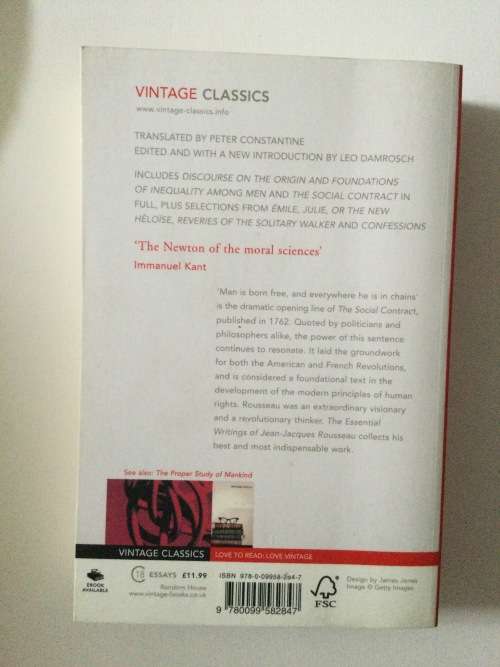 VINTAGE CLASSICS
www.vintage-classics.info
TRANSLATED BY PETER CONSTANTINE
EDITED AND WITH A NEW INTRODUCTION BY LEO DAMROSCH
INCLUDES DISCOURSE ON THE ORIGIN AND FOUNDATIONS
OF INEQUALITY AMONG MEN AND THE SOCIAL CONTRACT IN
FULL, PLUS SELECTIONS FROM ÉMILE, JULIE, OR THE NEW
HÉLOÏSE, REVERIES OF THE SOLITARY WALKER AND CONFESSIONS
'The Newton of the moral sciences'
Immanuel Kant
'Man is born free, and everywhere he is in chains'
is the dramatic opening line of The Social Contract,
published in 1762. Quoted by politicians and
philosophers alike, the power of this sentence
continues to resonate. It laid the groundwork
for both the American and French Revolutions,
and is considered a foundational text in the
development of the modern principles of human
rights. Rousseau was an extraordinary visionary
and a revolutionary thinker. The Essential
Writings of Jean-Jacques Rousseau collects his
best and most indispensable work.
See also: The Proper Study of Mankind
VINTAGE CLASSICS LOVE TO READ; LOVE VINTAGE
EBOOK
AVAILABLE
C18 ESSAYS £11.99
Random House
www.vintage-books.co.uk
ISBN 978-0-09958-284-7
9 780099 582847
FSC
Design by James Jones
Image © Getty Images